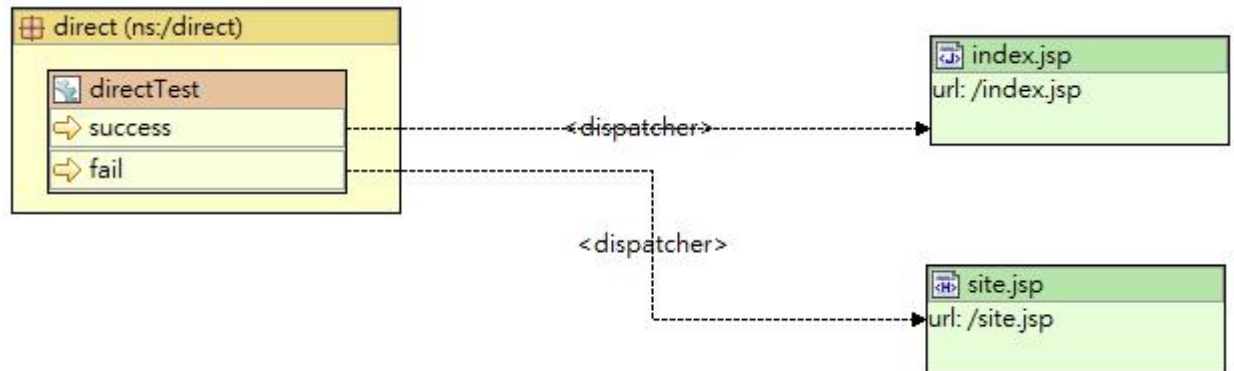 direct (ns:/direct)
directTest
success
fail
<dispatcher>
<dispatcher>
index.jsp
url: /index.jsp
site.jsp
url: /site.jsp